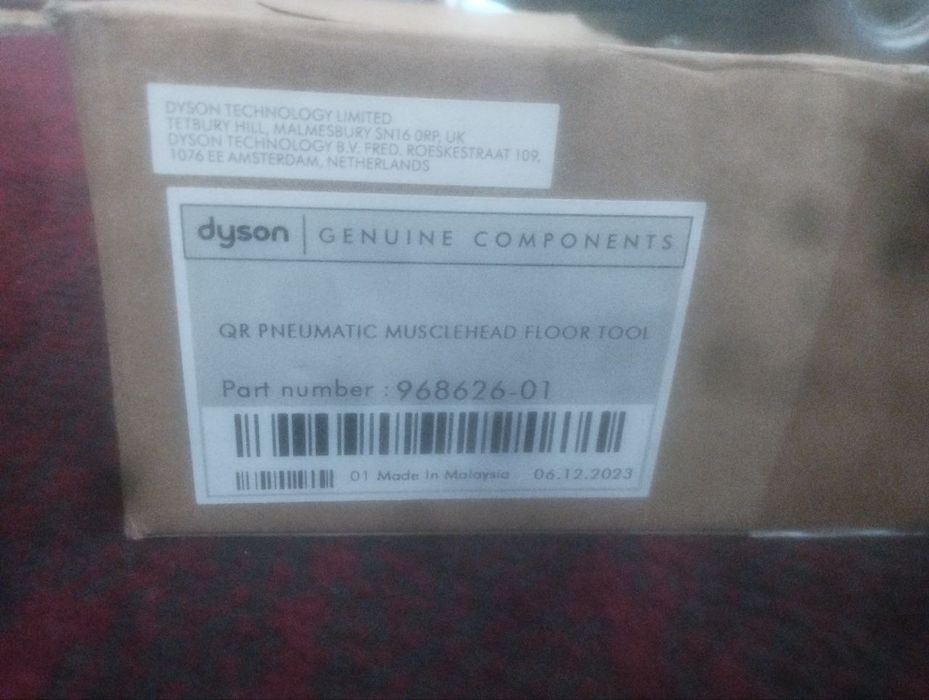 DYSON TECHNOLOGY LIMITED
TETBURY HILL, MALMESBURY SN16 0RP, UK
DYSON TECHNOLOGY B.V. FRED. ROESKESTRAAT 109,
1076 EE AMSTERDAM, NETHERLANDS
dyson GENUINE COMPONENTS
QR PNEUMATIC MUSCLEHEAD FLOOR TOOL
Part number : 968626-01
01 Made In Malaysia 06.12.2023